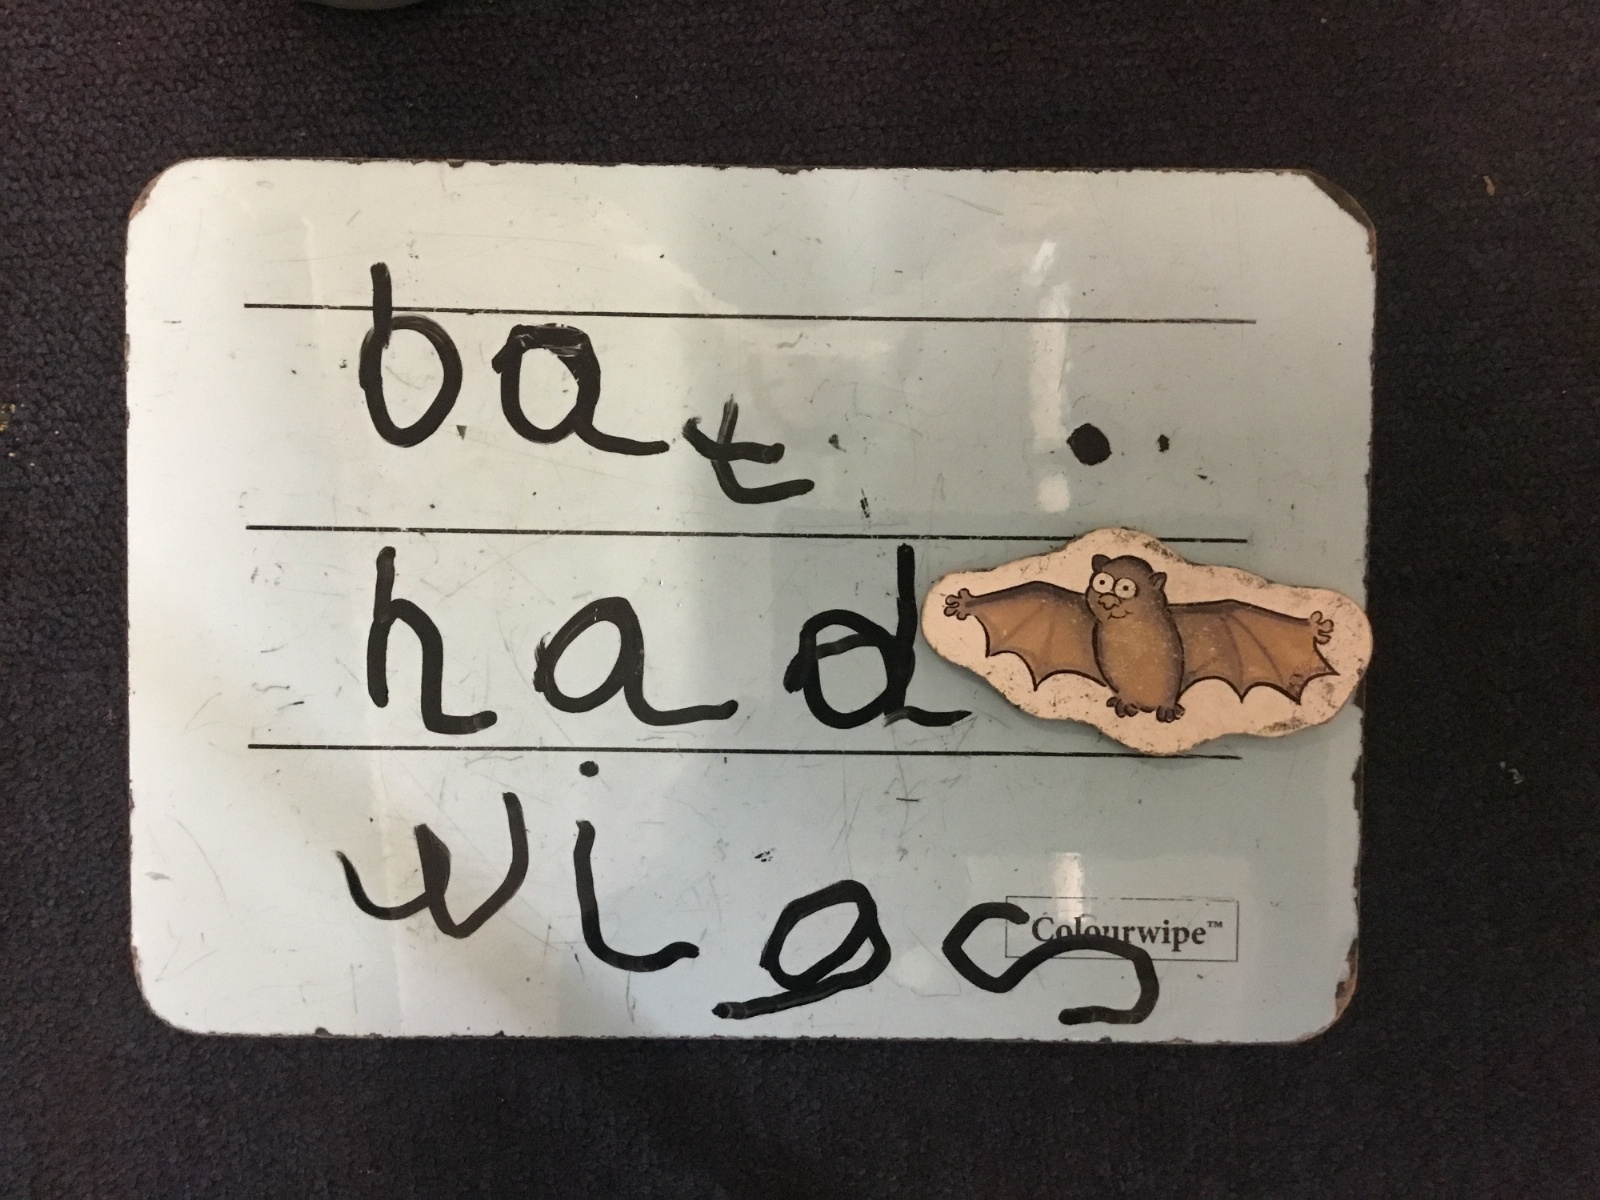 bat .
had
wigs
Colourwipe™